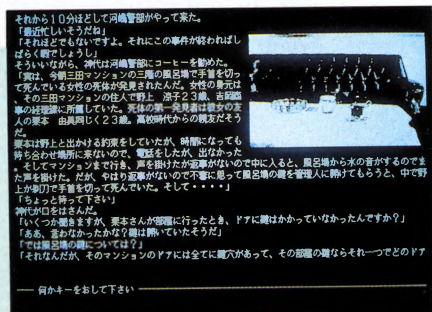 それから１０分ほどして河嶋警部がやって来た。
「最近忙しいそうだね」
「それほどでもないですよ。それにこの事件が終わればし
ばらく暇でしょうし」
そういいながら、神代は河嶋警部にコーヒーを勧めた。
「実は、今朝三田マンションの三階の風呂場で手首を切っ
て死んでいる女性の死体が発見されたんだ。女性の身元は
その三田マンションの住人で野上　涼子２３歳、吉
事の経理課に所属していた。死体の第一発見者は彼女の友
人の栗本　由美同じく２３歳。高校時代からの親友だそう
だ。
栗本は野上と出かける約束をしていたが、時間になっても
待ち合わせ場所に来ないので、電話をしたが、出なかった
。そしてマンションまで行き、声を掛けたが返事がないので中に入ると、風呂場から水の音がするのでま
た声を掛けた。だが、やはり返事がないので不審に思って風呂場の鍵を管理人に開けてもらうと、中で野
上が剃刀で手首を切って死んでいた。そして・・・・」
「ちょっと待って下さい」
神代が口をはさんだ。
「いくつか聞きますが、栗本さんが部屋に行ったとき、ドアに鍵はかかっていなかったんですか？」
「ああ、言わなかったかな？鍵は開いていたそうだ」
「では風呂場の鍵については？」
「それなんだが、そのマンションのドアには全てに鍵穴があって、その部屋の鍵ならそれ一つでどのドア
何かキーをおして下さい